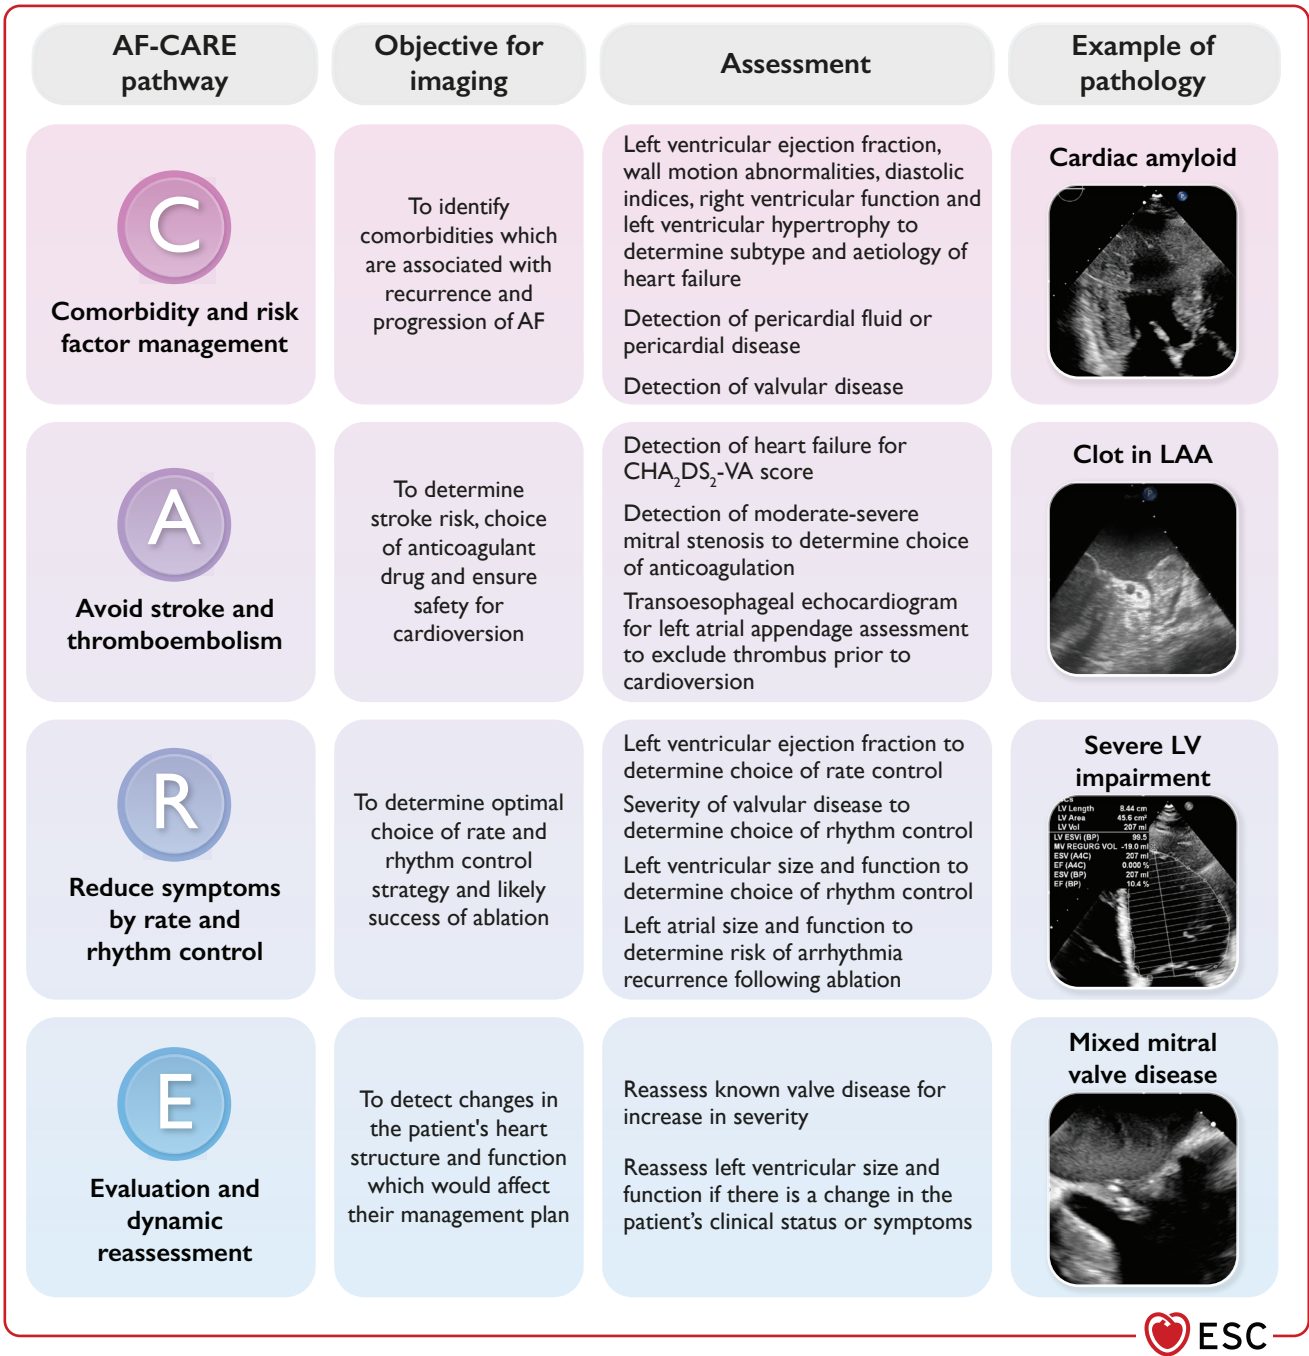 AF-CARE
pathway
Objective for
imaging
Assessment
Example of
pathology
C
Comorbidity and risk
factor management
To identify
comorbidities which
are associated with
recurrence and
progression of AF
Left ventricular ejection fraction,
wall motion abnormalities, diastolic
indices, right ventricular function and
left ventricular hypertrophy to
determine subtype and aetiology of
heart failure
Detection of pericardial fluid or
pericardial disease
Detection of valvular disease
Cardiac amyloid
A
Avoid stroke and
thromboembolism
To determine
stroke risk, choice
of anticoagulant
drug and ensure
safety for
cardioversion
Detection of heart failure for
CHA₂DS₂-VA score
Detection of moderate-severe
mitral stenosis to determine choice
of anticoagulation
Transoesophageal echocardiogram
for left atrial appendage assessment
to exclude thrombus prior to
cardioversion
Clot in LAA
R
Reduce symptoms
by rate and
rhythm control
To determine optimal
choice of rate and
rhythm control
strategy and likely
success of ablation
Left ventricular ejection fraction to
determine choice of rate control
Severity of valvular disease to
determine choice of rhythm control
Left ventricular size and function to
determine choice of rhythm control
Left atrial size and function to
determine risk of arrhythmia
recurrence following ablation
Severe LV
impairment
LV Length 8.44 cm
LV Area 45.6 cm²
LV Vol 207 ml
LV ESVi (BP) 99.5
MV REGURG VOL -19.0 ml
ESV (A4C) 207 ml
EF (A4C) 0.000 %
ESV (BP) 207 ml
EF (BP) 10.4 %
E
Evaluation and
dynamic
reassessment
To detect changes in
the patient's heart
structure and function
which would affect
their management plan
Reassess known valve disease for
increase in severity
Reassess left ventricular size and
function if there is a change in the
patient’s clinical status or symptoms
Mixed mitral
valve disease
ESC